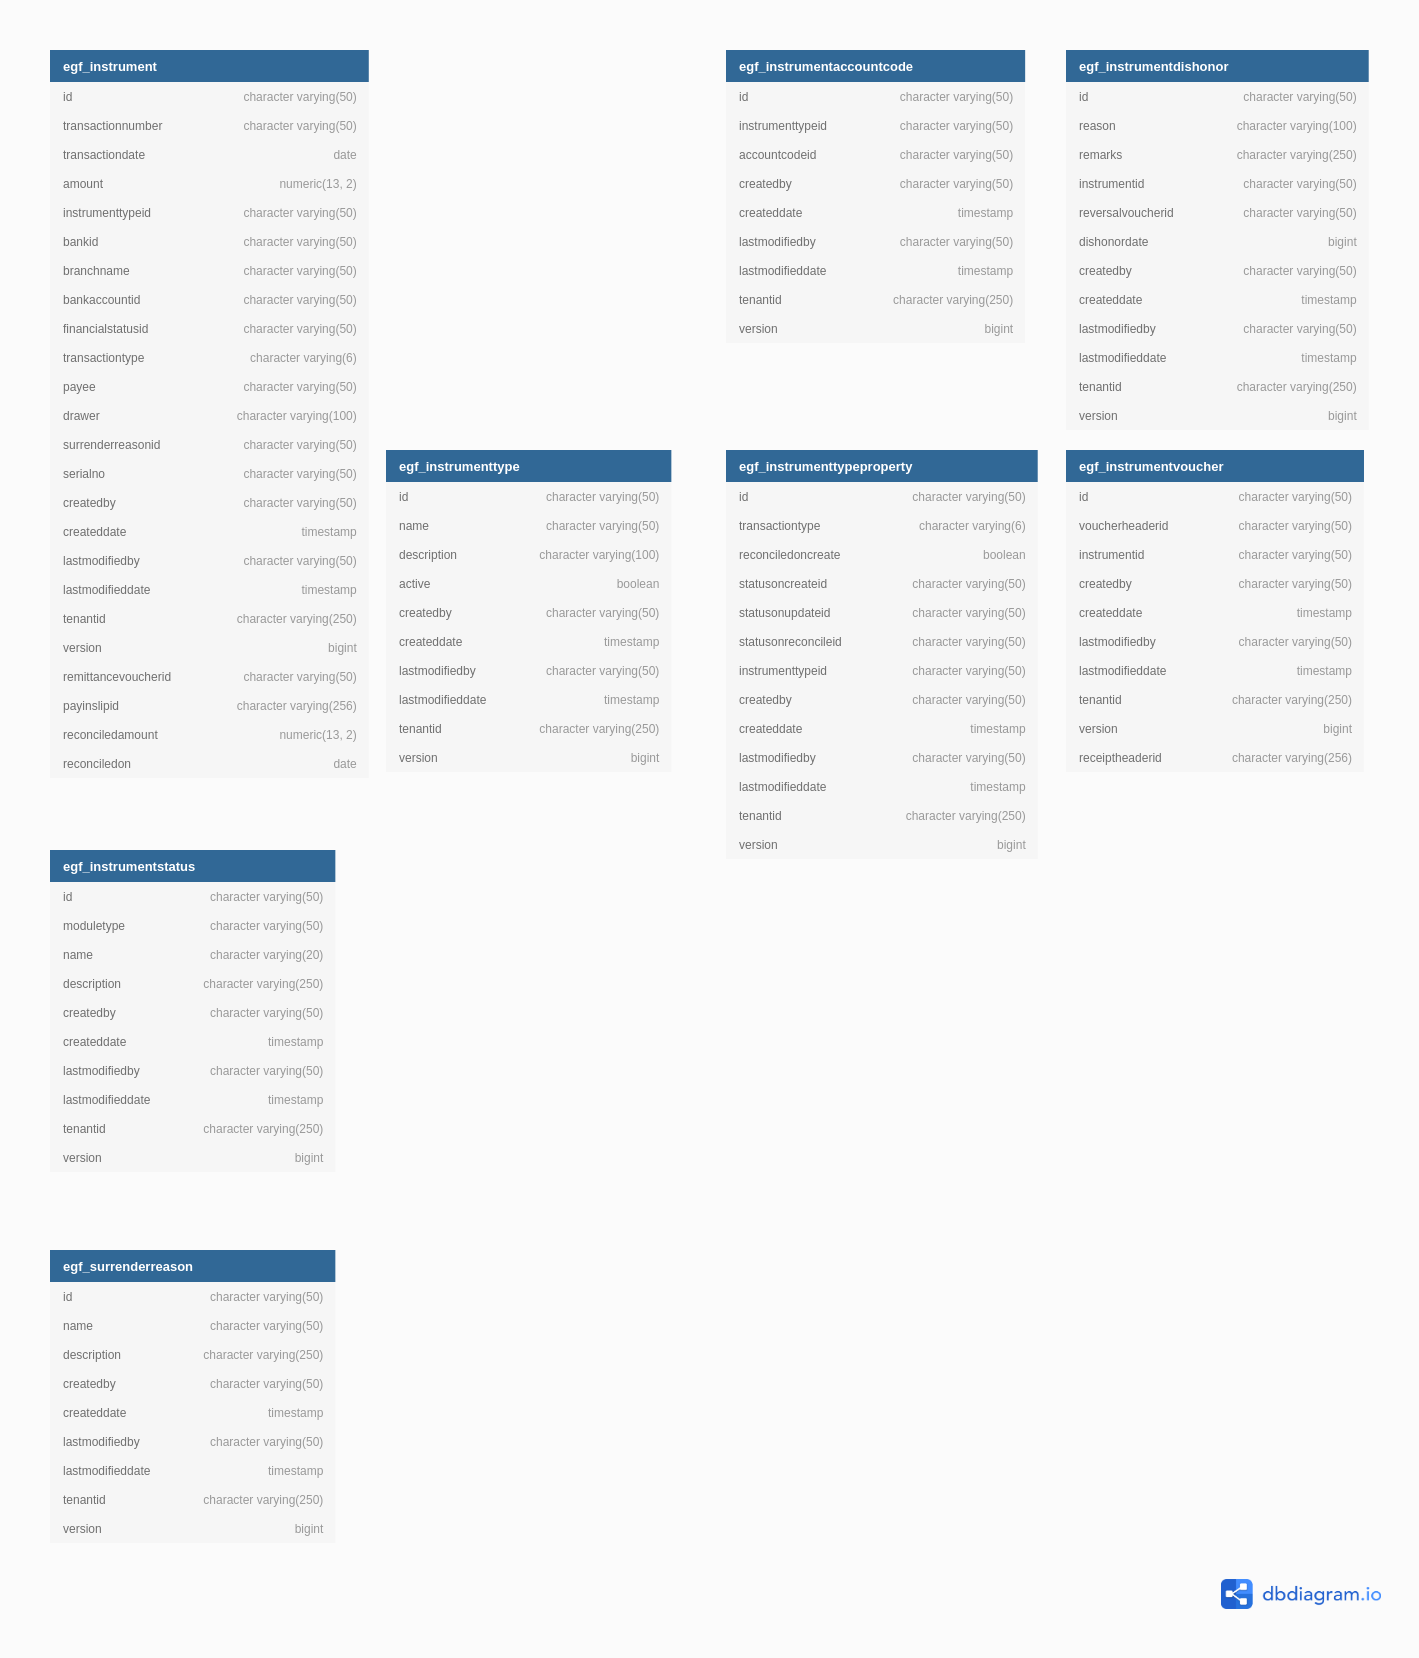 egf_instrument
id character varying(50)
transactionnumber character varying(50)
transactiondate date
amount numeric(13, 2)
instrumenttypeid character varying(50)
bankid character varying(50)
branchname character varying(50)
bankaccountid character varying(50)
financialstatusid character varying(50)
transactiontype character varying(6)
payee character varying(50)
drawer character varying(100)
surrenderreasonid character varying(50)
serialno character varying(50)
createdby character varying(50)
createddate timestamp
lastmodifiedby character varying(50)
lastmodifieddate timestamp
tenantid character varying(250)
version bigint
remittancevoucherid character varying(50)
payinslipid character varying(256)
reconciledamount numeric(13, 2)
reconciledon date
egf_instrumentaccountcode
id character varying(50)
instrumenttypeid character varying(50)
accountcodeid character varying(50)
createdby character varying(50)
createddate timestamp
lastmodifiedby character varying(50)
lastmodifieddate timestamp
tenantid character varying(250)
version bigint
egf_instrumentdishonor
id character varying(50)
reason character varying(100)
remarks character varying(250)
instrumentid character varying(50)
reversalvoucherid character varying(50)
dishonordate bigint
createdby character varying(50)
createddate timestamp
lastmodifiedby character varying(50)
lastmodifieddate timestamp
tenantid character varying(250)
version bigint
egf_instrumenttype
id character varying(50)
name character varying(50)
description character varying(100)
active boolean
createdby character varying(50)
createddate timestamp
lastmodifiedby character varying(50)
lastmodifieddate timestamp
tenantid character varying(250)
version bigint
egf_instrumenttypeproperty
id character varying(50)
transactiontype character varying(6)
reconciledoncreate boolean
statusoncreateid character varying(50)
statusonupdateid character varying(50)
statusonreconcileid character varying(50)
instrumenttypeid character varying(50)
createdby character varying(50)
createddate timestamp
lastmodifiedby character varying(50)
lastmodifieddate timestamp
tenantid character varying(250)
version bigint
egf_instrumentvoucher
id character varying(50)
voucherheaderid character varying(50)
instrumentid character varying(50)
createdby character varying(50)
createddate timestamp
lastmodifiedby character varying(50)
lastmodifieddate timestamp
tenantid character varying(250)
version bigint
receiptheaderid character varying(256)
egf_instrumentstatus
id character varying(50)
moduletype character varying(50)
name character varying(20)
description character varying(250)
createdby character varying(50)
createddate timestamp
lastmodifiedby character varying(50)
lastmodifieddate timestamp
tenantid character varying(250)
version bigint
egf_surrenderreason
id character varying(50)
name character varying(50)
description character varying(250)
createdby character varying(50)
createddate timestamp
lastmodifiedby character varying(50)
lastmodifieddate timestamp
tenantid character varying(250)
version bigint
dbdiagram.io